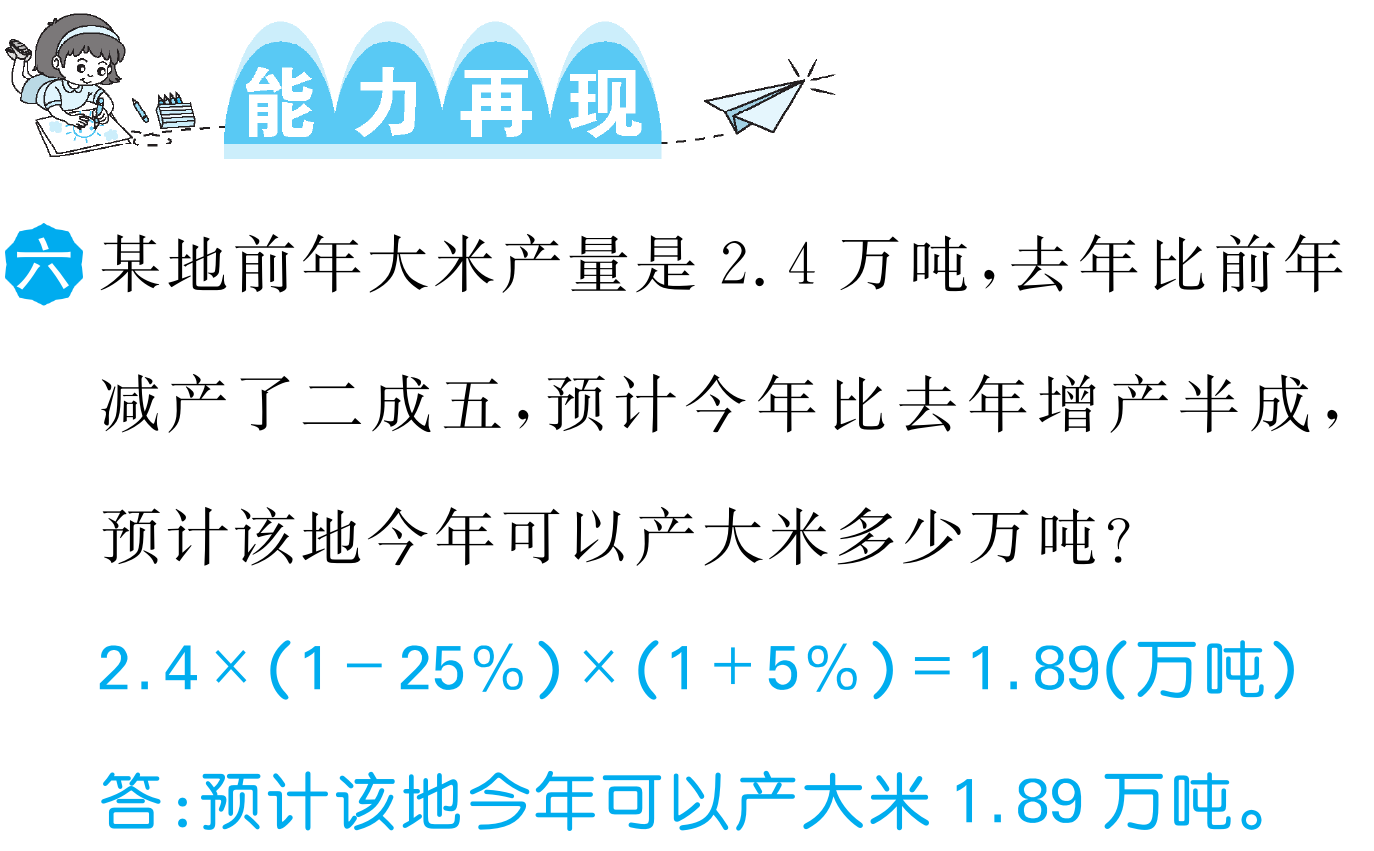 能力再现
六 某地前年大米产量是 2.4 万吨,去年比前年
减产了二成五,预计今年比去年增产半成,
预计该地今年可以产大米多少万吨?
2.4×(1-25%)×(1+5%)=1.89(万吨)
答:预计该地今年可以产大米 1.89 万吨。